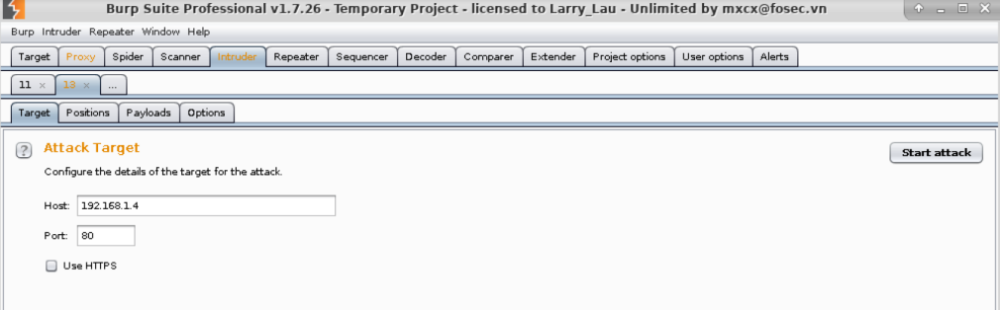 Burp Suite Professional v1.7.26 - Temporary Project - licensed to Larry_Lau - Unlimited by mxcx@fosec.vn
Burp Intruder Repeater Window Help
Target Proxy Spider Scanner Intruder Repeater Sequencer Decoder Comparer Extender Project options User options Alerts
11 × 13 × ...
Target Positions Payloads Options
? Attack Target
Start attack
Configure the details of the target for the attack.
Host: 192.168.1.4
Port: 80
Use HTTPS